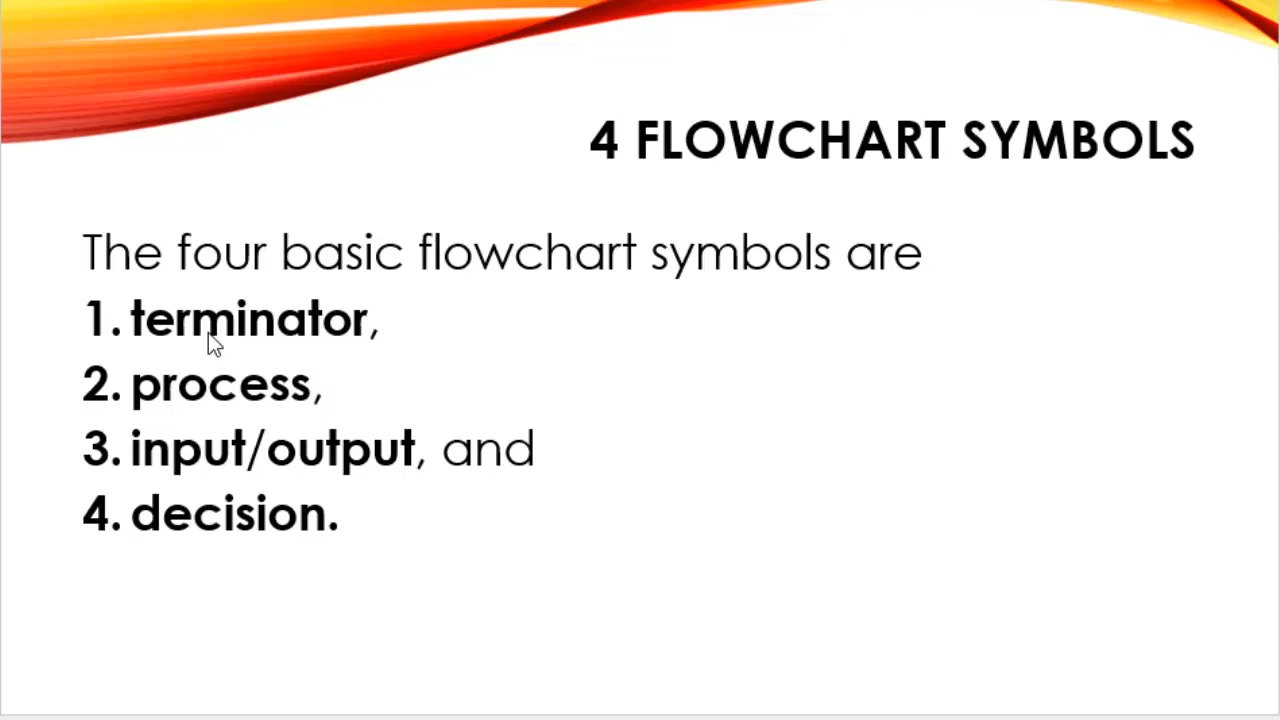 4 FLOWCHART SYMBOLS
The four basic flowchart symbols are
1. terminator,
2. process,
3. input/output, and
4. decision.